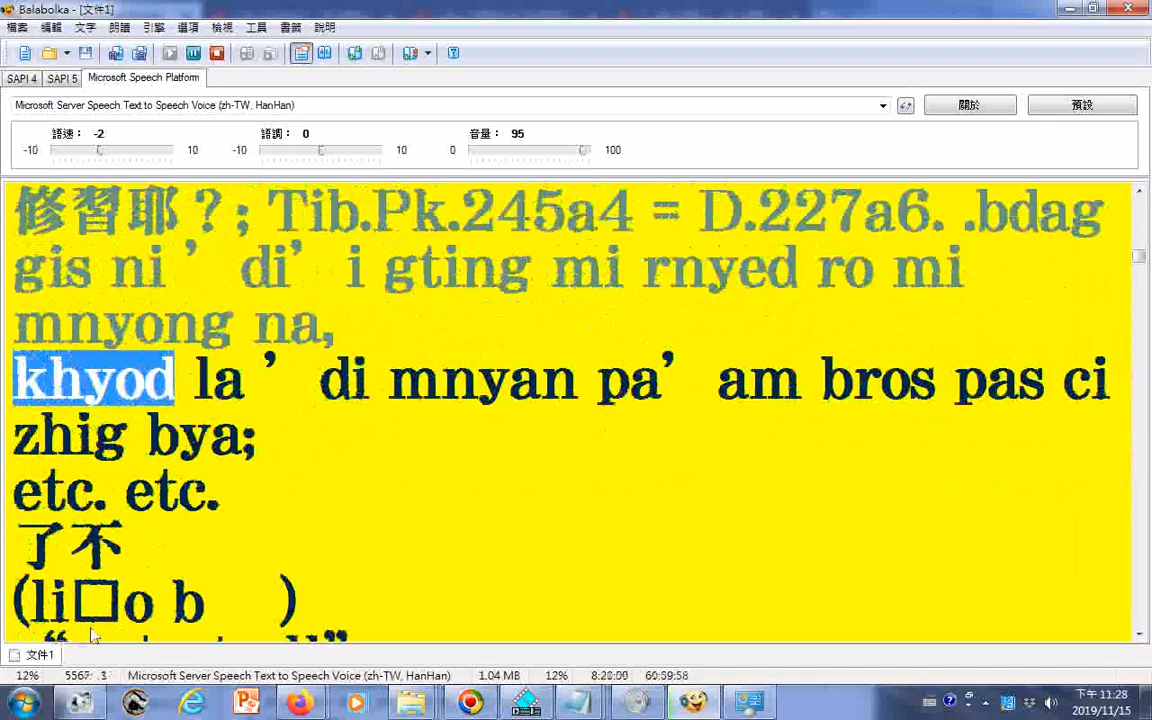 Balabolka - [文件1]
檔案 編輯 文字 朗讀 引擎 選項 檢視 工具 書籤 說明
SAPI 4 SAPI 5 Microsoft Speech Platform
Microsoft Server Speech Text to Speech Voice (zh-TW, HanHan) 關於 預設
語速： -2 語調： 0 音量： 95
-10 10 -10 10 0 100
修習耶？; Tib.Pk.245a4 = D.227a6. .bdag
gis ni ’di’i gting mi rnyed ro mi
mnyong na,
khyod la ’di mnyan pa’am bros pas ci
zhig bya;
etc. etc.
了不
(li□o b )
文件1
12% Microsoft Server Speech Text to Speech Voice (zh-TW, HanHan) 1.04 MB 12% 8:20:00 60:59:58
下午 11:28
2019/11/15